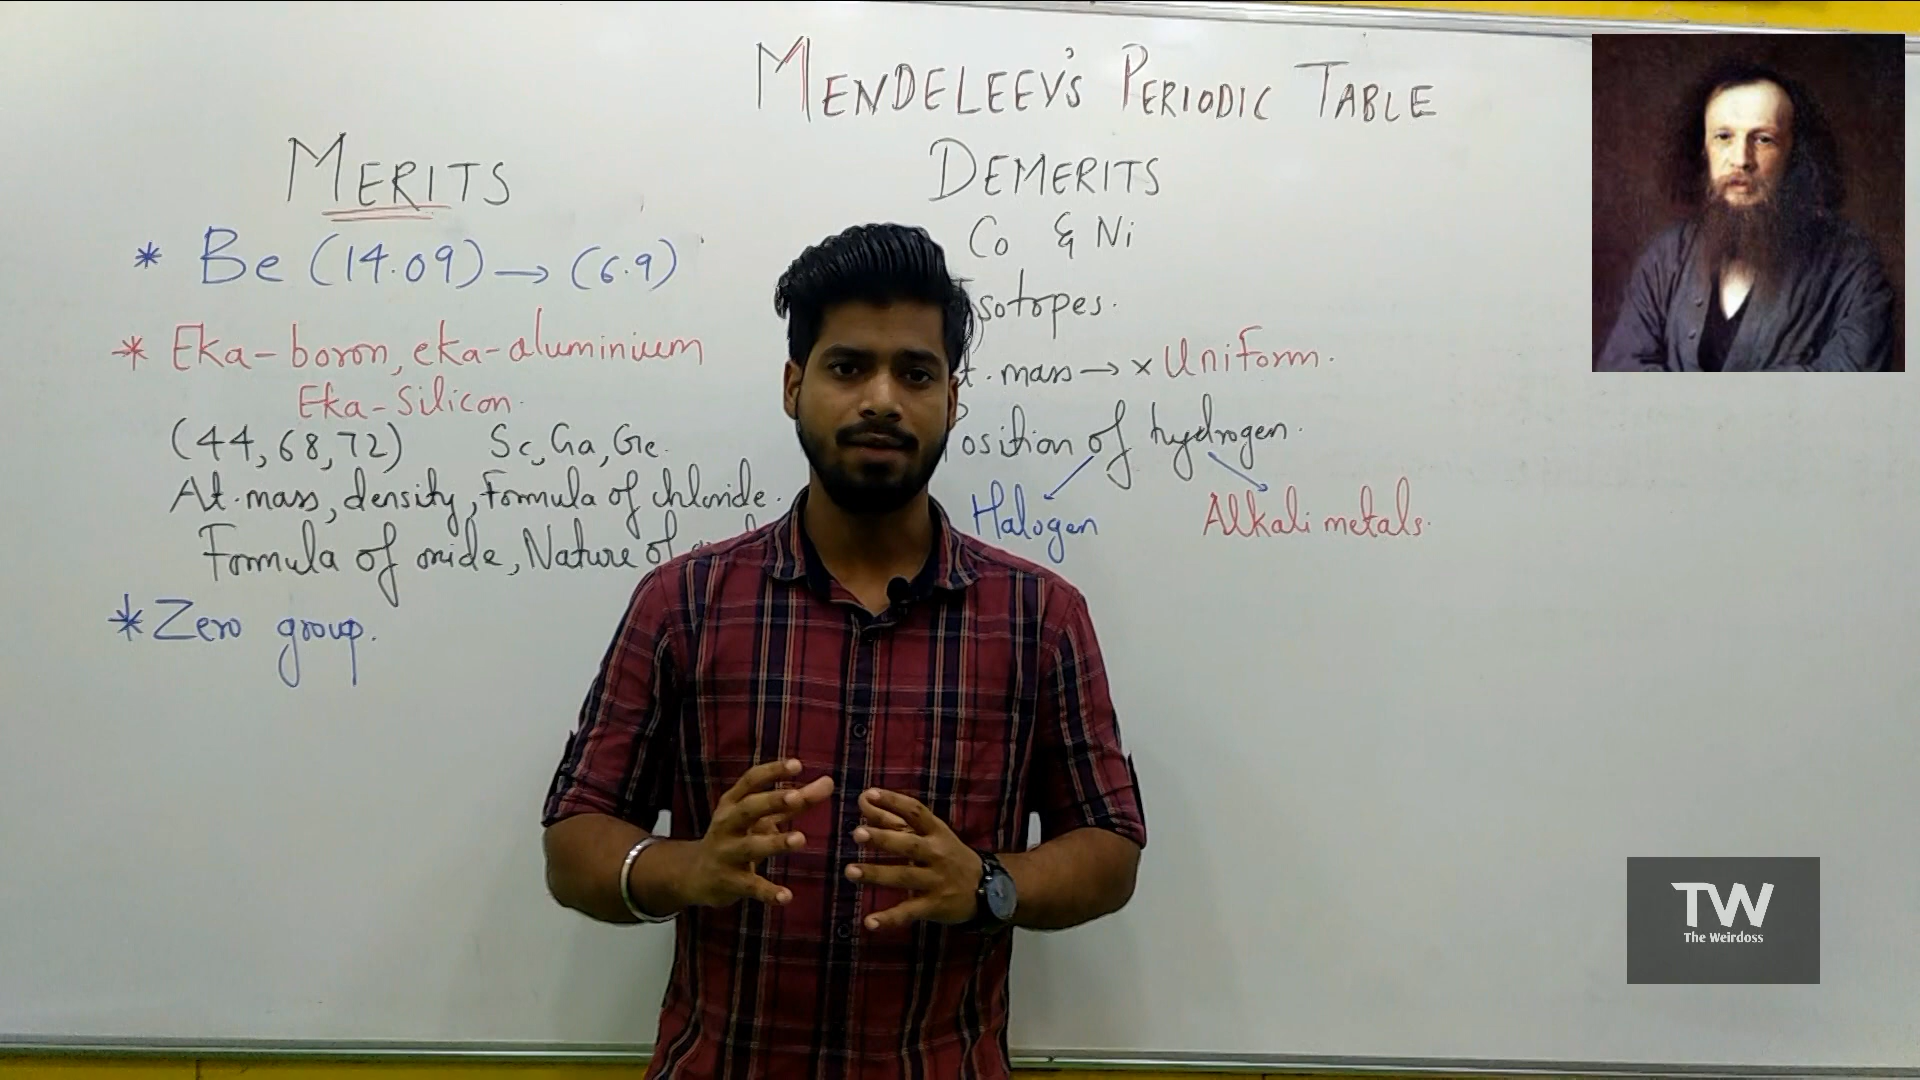 MENDELEEV'S PERIODIC TABLE
MERITS
* Be (14.09) → (6.9)
* Eka-boron, eka-aluminium
Eka-Silicon.
(44, 68, 72) Sc, Ga, Ge.
At. mass, density, Formula of chloride.
Formula of oxide, Nature of
* Zero group.
DEMERITS
Co & Ni
sotopes.
t. mass → × Uniform.
osition of hydrogen.
Halogen Alkali metals.
TW
The Weirdoss